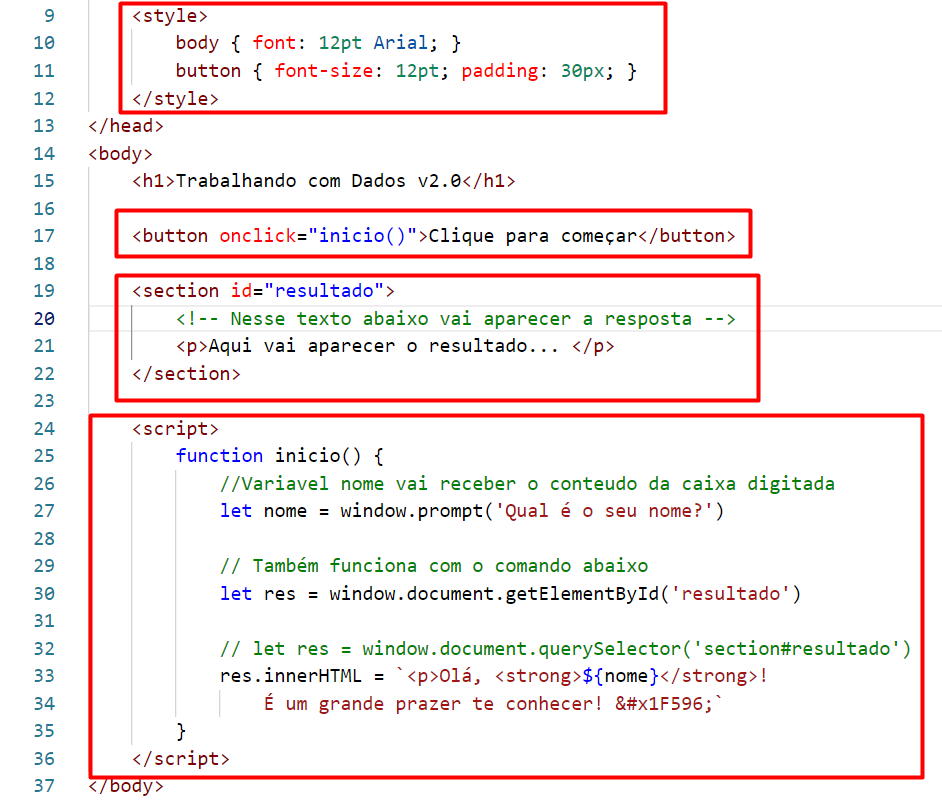 9 <style>
10 body { font: 12pt Arial; }
11 button { font-size: 12pt; padding: 30px; }
12 </style>
13 </head>
14 <body>
15 <h1>Trabalhando com Dados v2.0</h1>
16
17 <button onclick="inicio()">Clique para começar</button>
18
19 <section id="resultado">
20 <!-- Nesse texto abaixo vai aparecer a resposta -->
21 <p>Aqui vai aparecer o resultado... </p>
22 </section>
23
24 <script>
25 function inicio() {
26 //Variavel nome vai receber o conteudo da caixa digitada
27 let nome = window.prompt('Qual é o seu nome?')
28
29 // Também funciona com o comando abaixo
30 let res = window.document.getElementById('resultado')
31
32 // let res = window.document.querySelector('section#resultado')
33 res.innerHTML = `<p>Olá, <strong>${nome}</strong>!
34 É um grande prazer te conhecer! &#x1F596;`
35 }
36 </script>
37 </body>